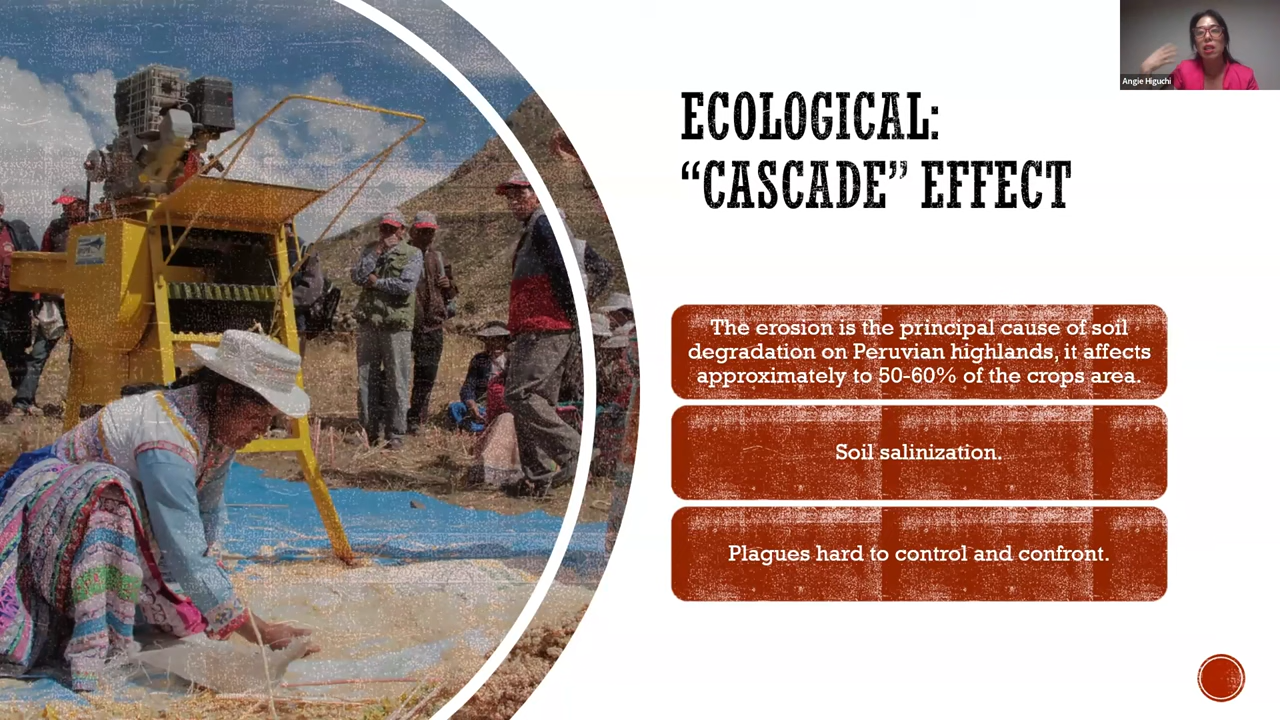 Angie Higuchi
ECOLOGICAL:
“CASCADE” EFFECT
The erosion is the principal cause of soil
degradation on Peruvian highlands, it affects
approximately to 50-60% of the crops area.
Soil salinization.
Plagues hard to control and confront.